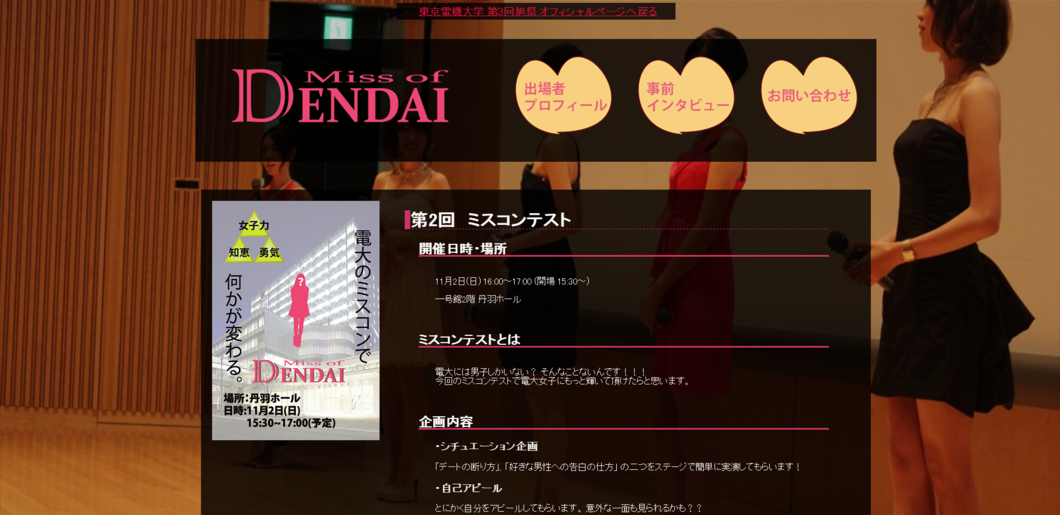 東京電機大学 第3回旭祭 オフィシャルページへ戻る
Miss of
DENDAI
出場者
プロフィール
事前
インタビュー
お問い合わせ
女子力
知恵 勇気
電大のミスコンで
何かが変わる。
?
Miss of
DENDAI
場所：丹羽ホール
日時:11月2日(日)
15:30~17:00(予定)
第2回 ミスコンテスト
開催日時・場所
11月2日(日) 16:00～17:00 (開場 15:30～)
一号館2階 丹羽ホール
ミスコンテストとは
電大には男子しかいない？ そんなことないんです！！！
今回のミスコンテストで電大女子にもっと輝いて頂けたらと思います。
企画内容
・シチュエーション企画
「デートの断り方」、「好きな男性への告白の仕方」 の二つをステージで簡単に実演してもらいます！
・自己アピール
とにかく自分をアピールしてもらいます。 意外な一面も見られるかも？？